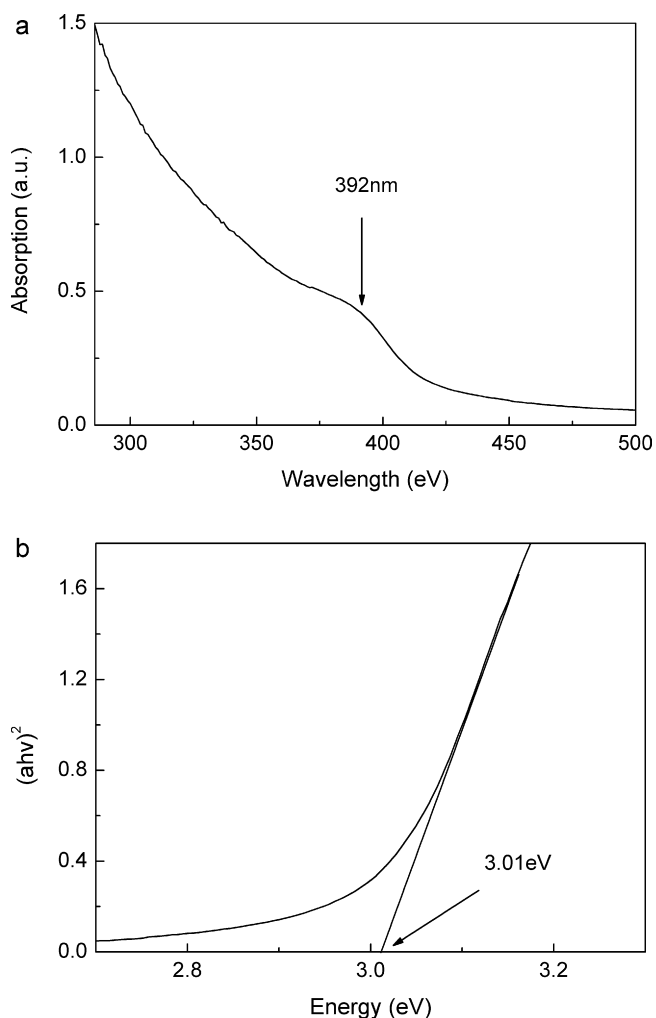 a
1.5
1.0
0.5
0.0
Absorption (a.u.)
392nm
300 350 400 450 500
Wavelength (eV)
b
1.6
1.2
0.8
0.4
0.0
(ahv)²
3.01eV
2.8 3.0 3.2
Energy (eV)